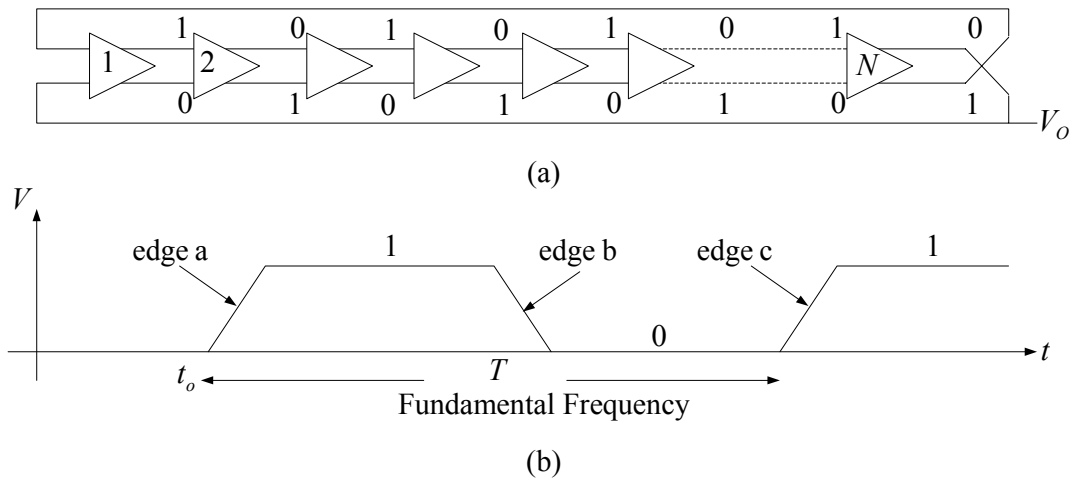 1 0 1 0 1 0 1 0
1 2 N
0 1 0 1 0 1 0 1
V_O
(a)
V
edge a 1 edge b edge c 1
0
t
t_o T
Fundamental Frequency
(b)